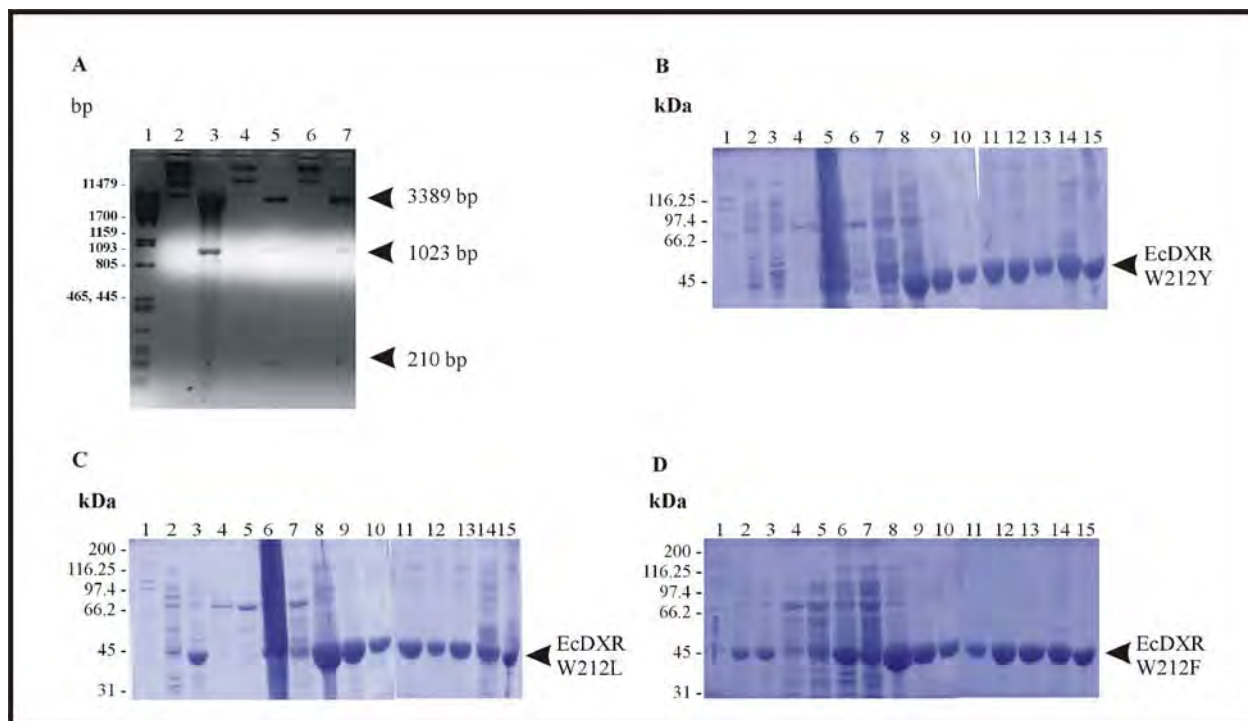 A
bp
1 2 3 4 5 6 7
11479 -
1700 -
1159 -
1093 -
805 -
465, 445 -
3389 bp
1023 bp
210 bp
B
kDa
1 2 3 4 5 6 7 8 9 10 11 12 13 14 15
116,25 -
97.4 -
66.2 -
45 -
EcDXR
W212Y
C
kDa
1 2 3 4 5 6 7 8 9 10 11 12 13 14 15
200 -
116.25 -
97.4 -
66.2 -
45 -
31 -
EcDXR
W212L
D
kDa
1 2 3 4 5 6 7 8 9 10 11 12 13 14 15
200 -
116.25 -
97.4 -
66.2 -
45 -
31 -
EcDXR
W212F